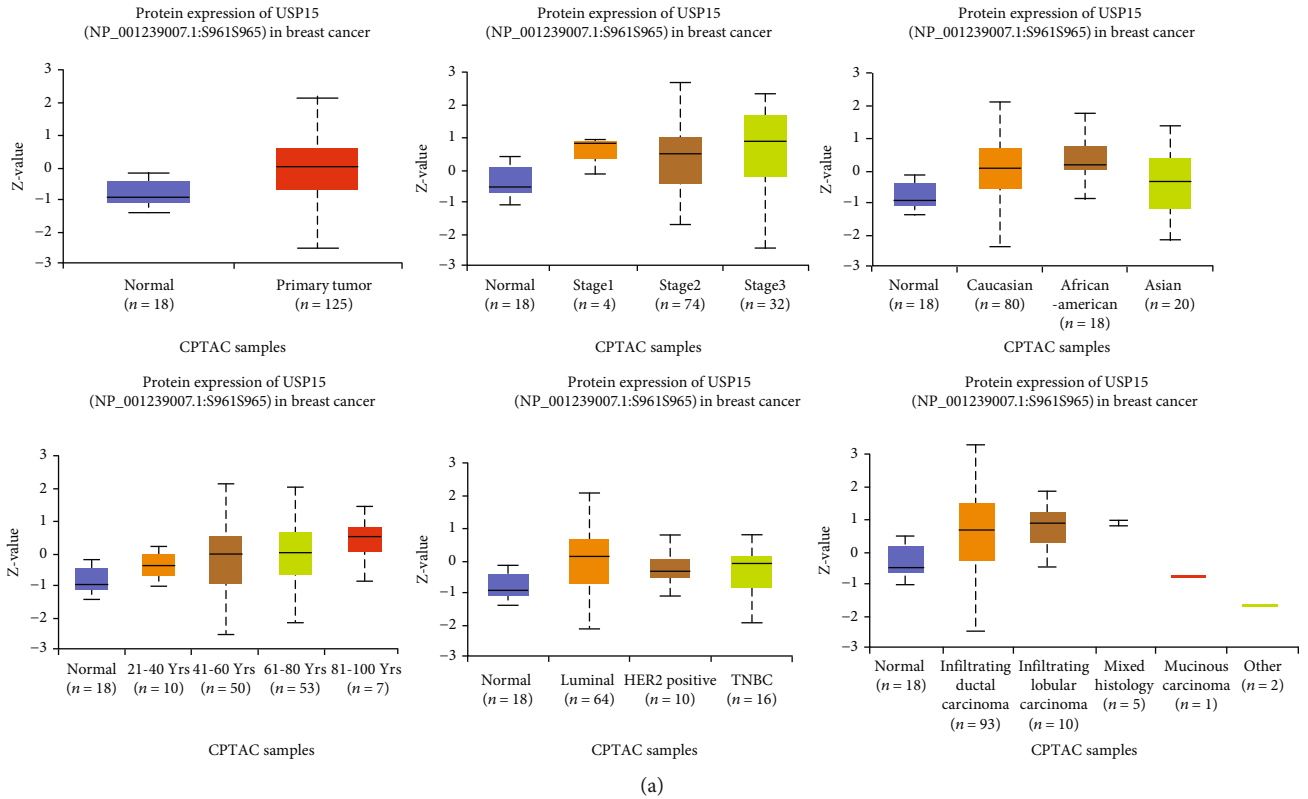 Protein expression of USP15
(NP_001239007.1:S961S965) in breast cancer
3
2
1
0
−1
−2
−3
Z-value
Normal
(n = 18)
Primary tumor
(n = 125)
CPTAC samples
Protein expression of USP15
(NP_001239007.1:S961S965) in breast cancer
3
2
1
0
−1
−2
−3
Z-value
Normal
(n = 18)
Stage1
(n = 4)
Stage2
(n = 74)
Stage3
(n = 32)
CPTAC samples
Protein expression of USP15
(NP_001239007.1:S961S965) in breast cancer
3
2
1
0
−1
−2
−3
Z-value
Normal
(n = 18)
Caucasian
(n = 80)
African
-american
(n = 18)
Asian
(n = 20)
CPTAC samples
Protein expression of USP15
(NP_001239007.1:S961S965) in breast cancer
3
2
1
0
−1
−2
−3
Z-value
Normal
(n = 18)
21-40 Yrs
(n = 10)
41-60 Yrs
(n = 50)
61-80 Yrs
(n = 53)
81-100 Yrs
(n = 7)
CPTAC samples
Protein expression of USP15
(NP_001239007.1:S961S965) in breast cancer
3
2
1
0
−1
−2
−3
Z-value
Normal
(n = 18)
Luminal
(n = 64)
HER2 positive
(n = 10)
TNBC
(n = 16)
CPTAC samples
Protein expression of USP15
(NP_001239007.1:S961S965) in breast cancer
3
2
1
0
−1
−2
−3
Z-value
Normal
(n = 18)
Infiltrating
ductal
carcinoma
(n = 93)
Infiltrating
lobular
carcinoma
(n = 10)
Mixed
histology
(n = 5)
Mucinous
carcinoma
(n = 1)
Other
(n = 2)
CPTAC samples
(a)